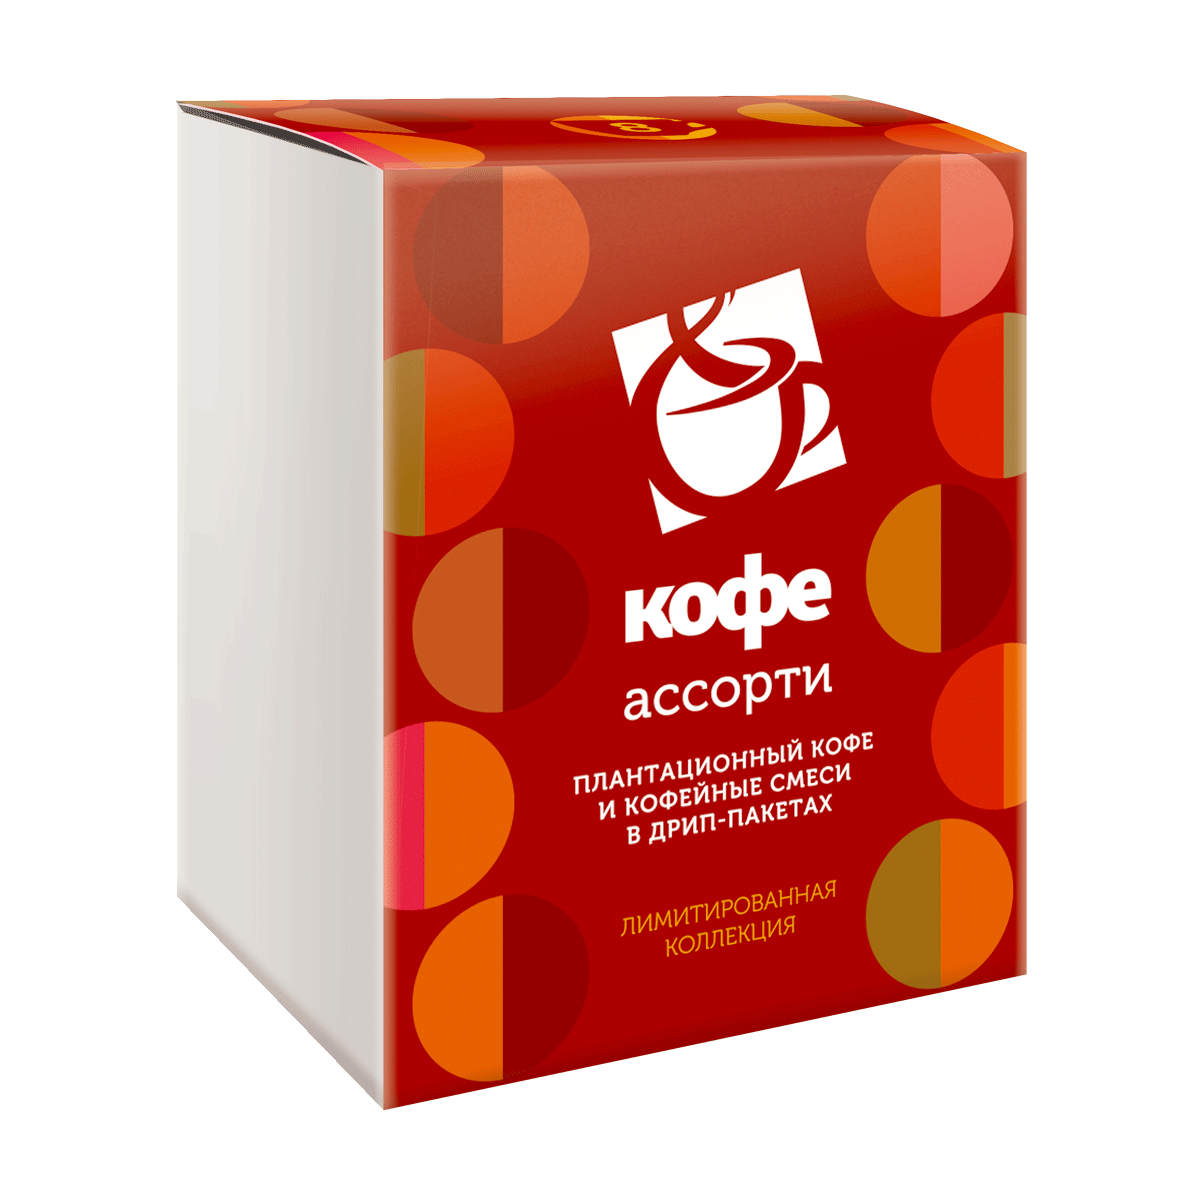 кофе
ассорти
ПЛАНТАЦИОННЫЙ КОФЕ
И КОФЕЙНЫЕ СМЕСИ
В ДРИП-ПАКЕТАХ
ЛИМИТИРОВАННАЯ
КОЛЛЕКЦИЯ